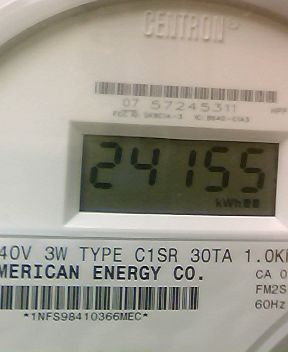 CENTRON®
07 57245311
24155
kWh
40V 3W TYPE C1SR 30TA 1.0K
MERICAN ENERGY CO.
CA 0
FM2S
60Hz
*1NFS98410366MEC*